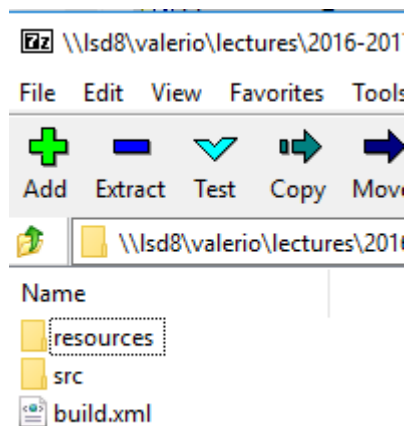 7z \\lsd8\valerio\lectures\2016-201
File Edit View Favorites Tools
Add Extract Test Copy Move
\\lsd8\valerio\lectures\2016
Name
resources
src
build.xml